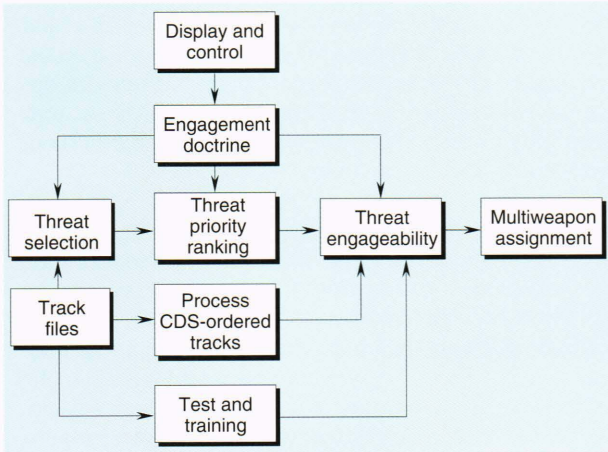 Display and
control
Engagement
doctrine
Threat
selection
Threat
priority
ranking
Threat
engageability
Multiweapon
assignment
Track
files
Process
CDS-ordered
tracks
Test and
training